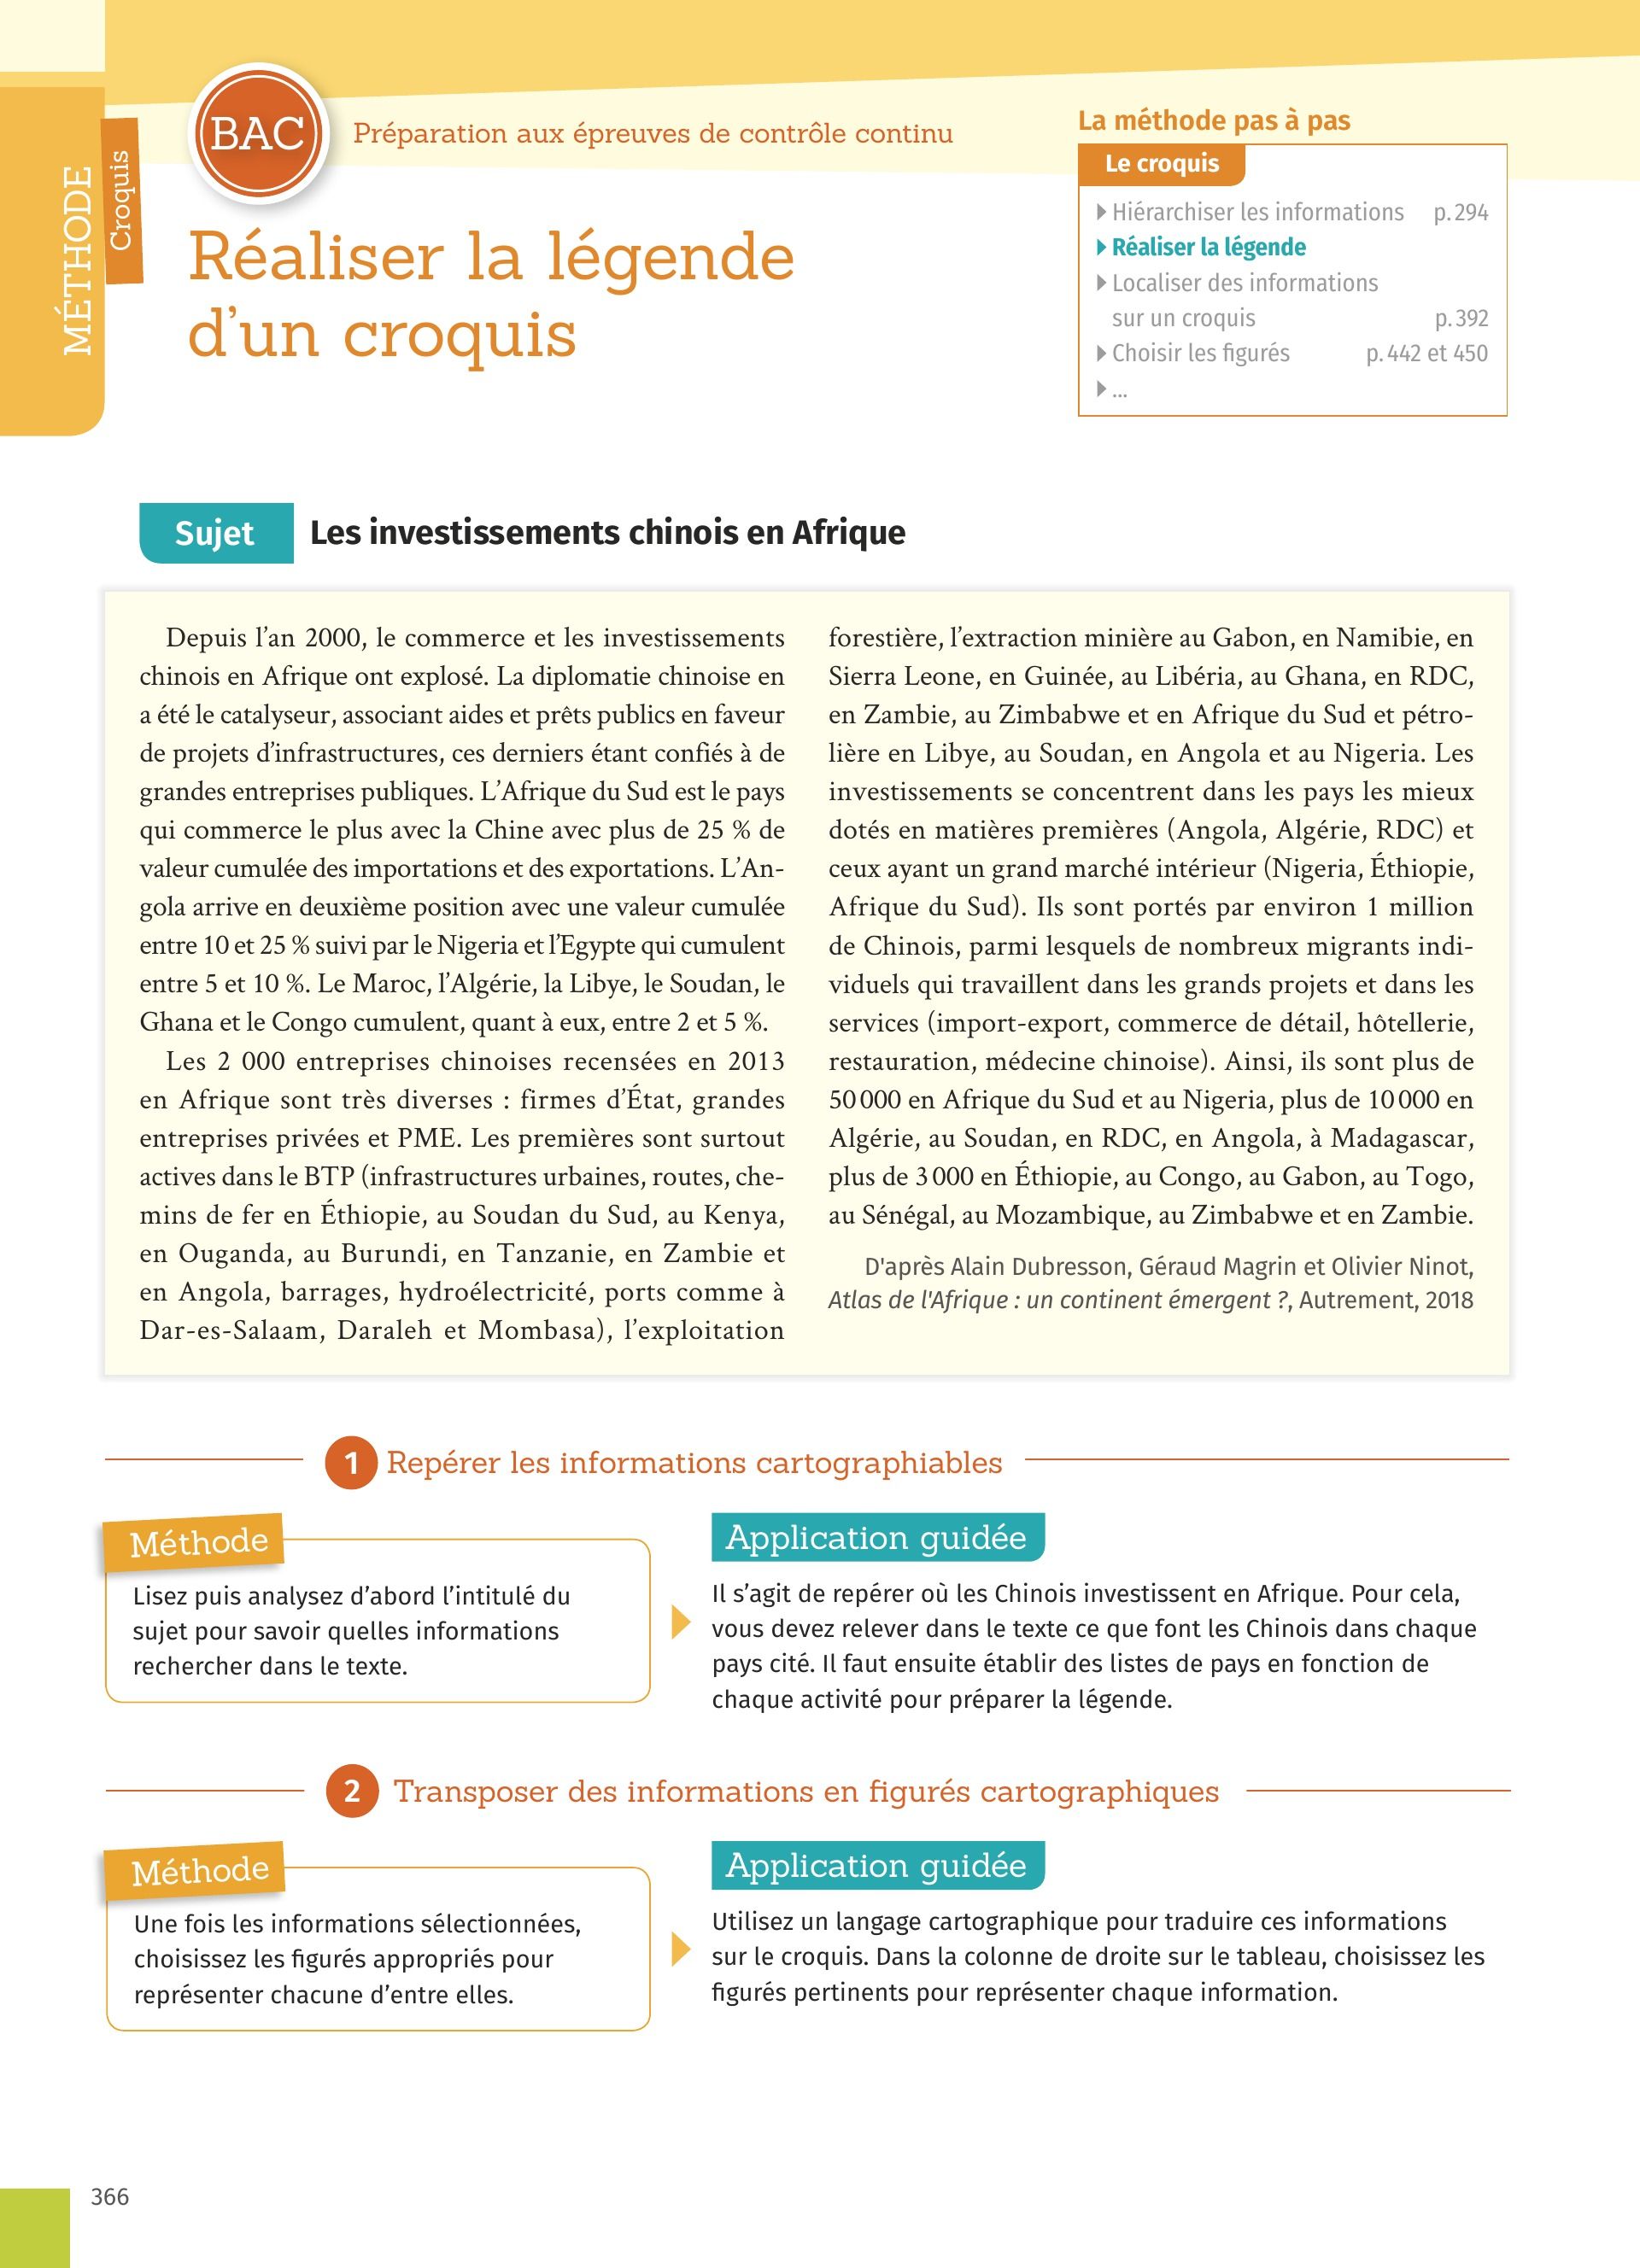 MÉTHODE
Croquis
BAC
Préparation aux épreuves de contrôle continu
Réaliser la légende
d’un croquis
La méthode pas à pas
Le croquis
Hiérarchiser les informations p. 294
Réaliser la légende
Localiser des informations
sur un croquis p. 392
Choisir les figurés p. 442 et 450
...
Sujet Les investissements chinois en Afrique
Depuis l’an 2000, le commerce et les investissements
chinois en Afrique ont explosé. La diplomatie chinoise en
a été le catalyseur, associant aides et prêts publics en faveur
de projets d’infrastructures, ces derniers étant confiés à de
grandes entreprises publiques. L’Afrique du Sud est le pays
qui commerce le plus avec la Chine avec plus de 25 % de
valeur cumulée des importations et des exportations. L’An-
gola arrive en deuxième position avec une valeur cumulée
entre 10 et 25 % suivi par le Nigeria et l’Egypte qui cumulent
entre 5 et 10 %. Le Maroc, l’Algérie, la Libye, le Soudan, le
Ghana et le Congo cumulent, quant à eux, entre 2 et 5 %.
Les 2 000 entreprises chinoises recensées en 2013
en Afrique sont très diverses : firmes d’État, grandes
entreprises privées et PME. Les premières sont surtout
actives dans le BTP (infrastructures urbaines, routes, che-
mins de fer en Éthiopie, au Soudan du Sud, au Kenya,
en Ouganda, au Burundi, en Tanzanie, en Zambie et
en Angola, barrages, hydroélectricité, ports comme à
Dar-es-Salaam, Daraleh et Mombasa), l’exploitation
forestière, l’extraction minière au Gabon, en Namibie, en
Sierra Leone, en Guinée, au Libéria, au Ghana, en RDC,
en Zambie, au Zimbabwe et en Afrique du Sud et pétro-
lière en Libye, au Soudan, en Angola et au Nigeria. Les
investissements se concentrent dans les pays les mieux
dotés en matières premières (Angola, Algérie, RDC) et
ceux ayant un grand marché intérieur (Nigeria, Éthiopie,
Afrique du Sud). Ils sont portés par environ 1 million
de Chinois, parmi lesquels de nombreux migrants indi-
viduels qui travaillent dans les grands projets et dans les
services (import-export, commerce de détail, hôtellerie,
restauration, médecine chinoise). Ainsi, ils sont plus de
50 000 en Afrique du Sud et au Nigeria, plus de 10 000 en
Algérie, au Soudan, en RDC, en Angola, à Madagascar,
plus de 3 000 en Éthiopie, au Congo, au Gabon, au Togo,
au Sénégal, au Mozambique, au Zimbabwe et en Zambie.
D'après Alain Dubresson, Géraud Magrin et Olivier Ninot,
Atlas de l'Afrique : un continent émergent ?, Autrement, 2018
1 Repérer les informations cartographiables
Méthode
Lisez puis analysez d’abord l’intitulé du
sujet pour savoir quelles informations
rechercher dans le texte.
Application guidée
Il s’agit de repérer où les Chinois investissent en Afrique. Pour cela,
vous devez relever dans le texte ce que font les Chinois dans chaque
pays cité. Il faut ensuite établir des listes de pays en fonction de
chaque activité pour préparer la légende.
2 Transposer des informations en figurés cartographiques
Méthode
Une fois les informations sélectionnées,
choisissez les figurés appropriés pour
représenter chacune d’entre elles.
Application guidée
Utilisez un langage cartographique pour traduire ces informations
sur le croquis. Dans la colonne de droite sur le tableau, choisissez les
figurés pertinents pour représenter chaque information.
366